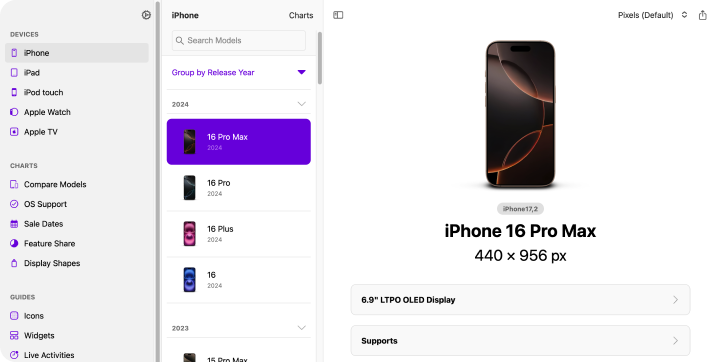 DEVICES
iPhone
iPad
iPod touch
Apple Watch
Apple TV
CHARTS
Compare Models
OS Support
Sale Dates
Feature Share
Display Shapes
GUIDES
Icons
Widgets
Live Activities
iPhone
Charts
Search Models
Group by Release Year
2024
16 Pro Max
2024
16 Pro
2024
16 Plus
2024
16
2024
2023
15 Pro Max
Pixels (Default)
iPhone17,2
iPhone 16 Pro Max
440 × 956 px
6.9" LTPO OLED Display
Supports